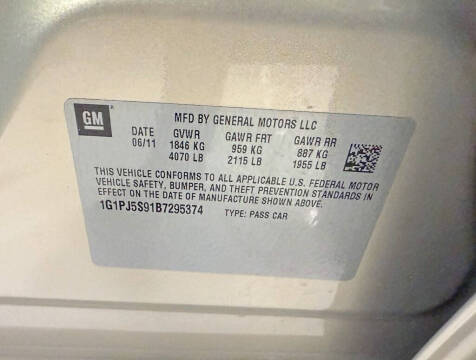 GM
MFD BY GENERAL MOTORS LLC
DATE GVWR GAWR FRT GAWR RR
06/11 1846 KG 959 KG 887 KG
4070 LB 2115 LB 1955 LB
THIS VEHICLE CONFORMS TO ALL APPLICABLE U.S. FEDERAL MOTOR
VEHICLE SAFETY, BUMPER, AND THEFT PREVENTION STANDARDS IN
EFFECT ON THE DATE OF MANUFACTURE SHOWN ABOVE.
1G1PJ5S91B7295374 TYPE: PASS CAR